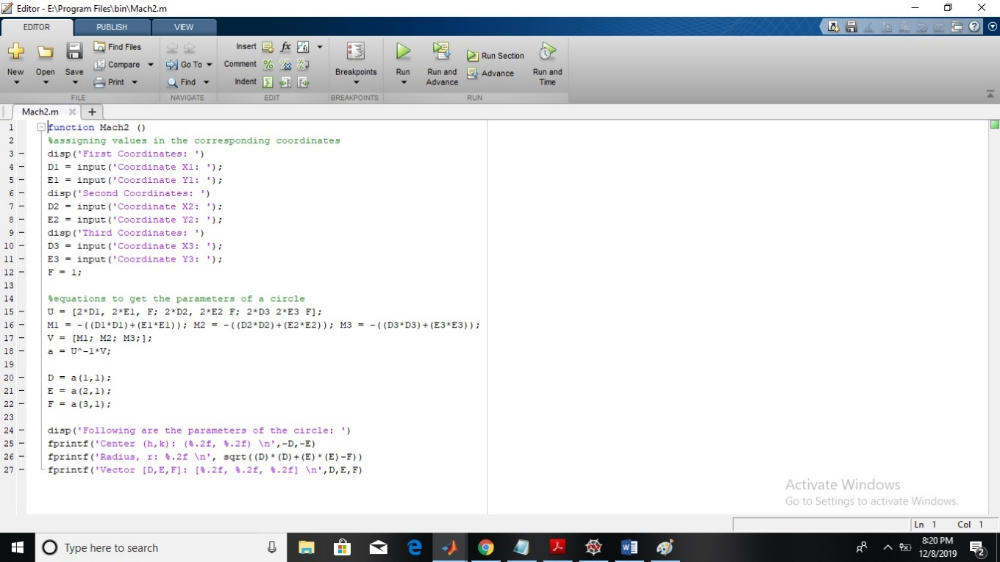 Editor - E:\Program Files\bin\Mach2.m
EDITOR PUBLISH VIEW
New Open Save Find Files Compare Print
FILE
Go To Find
NAVIGATE
Insert fx
Comment %
Indent
EDIT
Breakpoints
BREAKPOINTS
Run Run and Advance Run Section Advance Run and Time
RUN
Mach2.m × +
1 function Mach2 ()
2 %assigning values in the corresponding coordinates
3 – disp('First Coordinates: ')
4 – D1 = input('Coordinate X1: ');
5 – E1 = input('Coordinate Y1: ');
6 – disp('Second Coordinates: ')
7 – D2 = input('Coordinate X2: ');
8 – E2 = input('Coordinate Y2: ');
9 – disp('Third Coordinates: ')
10 – D3 = input('Coordinate X3: ');
11 – E3 = input('Coordinate Y3: ');
12 – F = 1;
13
14 %equations to get the parameters of a circle
15 – U = [2*D1, 2*E1, F; 2*D2, 2*E2 F; 2*D3 2*E3 F];
16 – M1 = -((D1*D1)+(E1*E1)); M2 = -((D2*D2)+(E2*E2)); M3 = -((D3*D3)+(E3*E3));
17 – V = [M1; M2; M3;];
18 – a = U^-1*V;
19
20 – D = a(1,1);
21 – E = a(2,1);
22 – F = a(3,1);
23
24 – disp('Following are the parameters of the circle: ')
25 – fprintf('Center (h,k): (%.2f, %.2f) \n',-D,-E)
26 – fprintf('Radius, r: %.2f \n', sqrt((D)*(D)+(E)*(E)-F))
27 – fprintf('Vector [D,E,F]: [%.2f, %.2f, %.2f] \n',D,E,F)
Activate Windows
Go to Settings to activate Windows.
Ln 1 Col 1
Type here to search
8:20 PM
12/8/2019
2